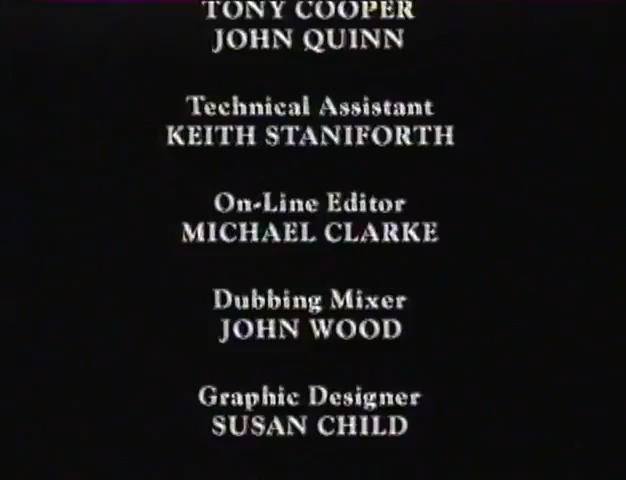 TONY COOPER
JOHN QUINN
Technical Assistant
KEITH STANIFORTH
On-Line Editor
MICHAEL CLARKE
Dubbing Mixer
JOHN WOOD
Graphic Designer
SUSAN CHILD